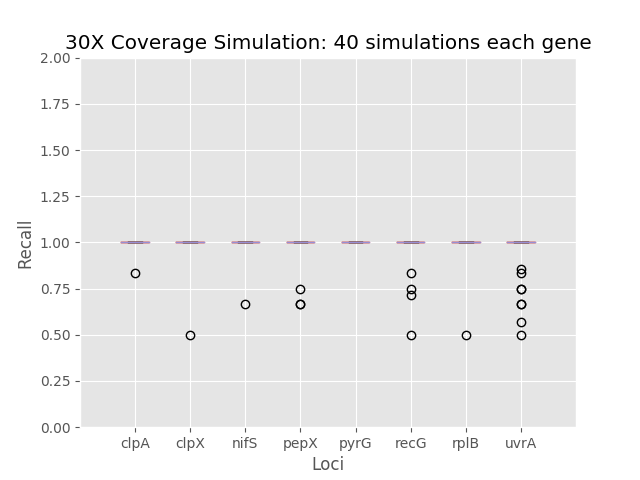 30X Coverage Simulation: 40 simulations each gene
2.00
1.75
1.50
1.25
1.00
0.75
0.50
0.25
0.00
Recall
clpA clpX nifS pepX pyrG recG rplB uvrA
Loci